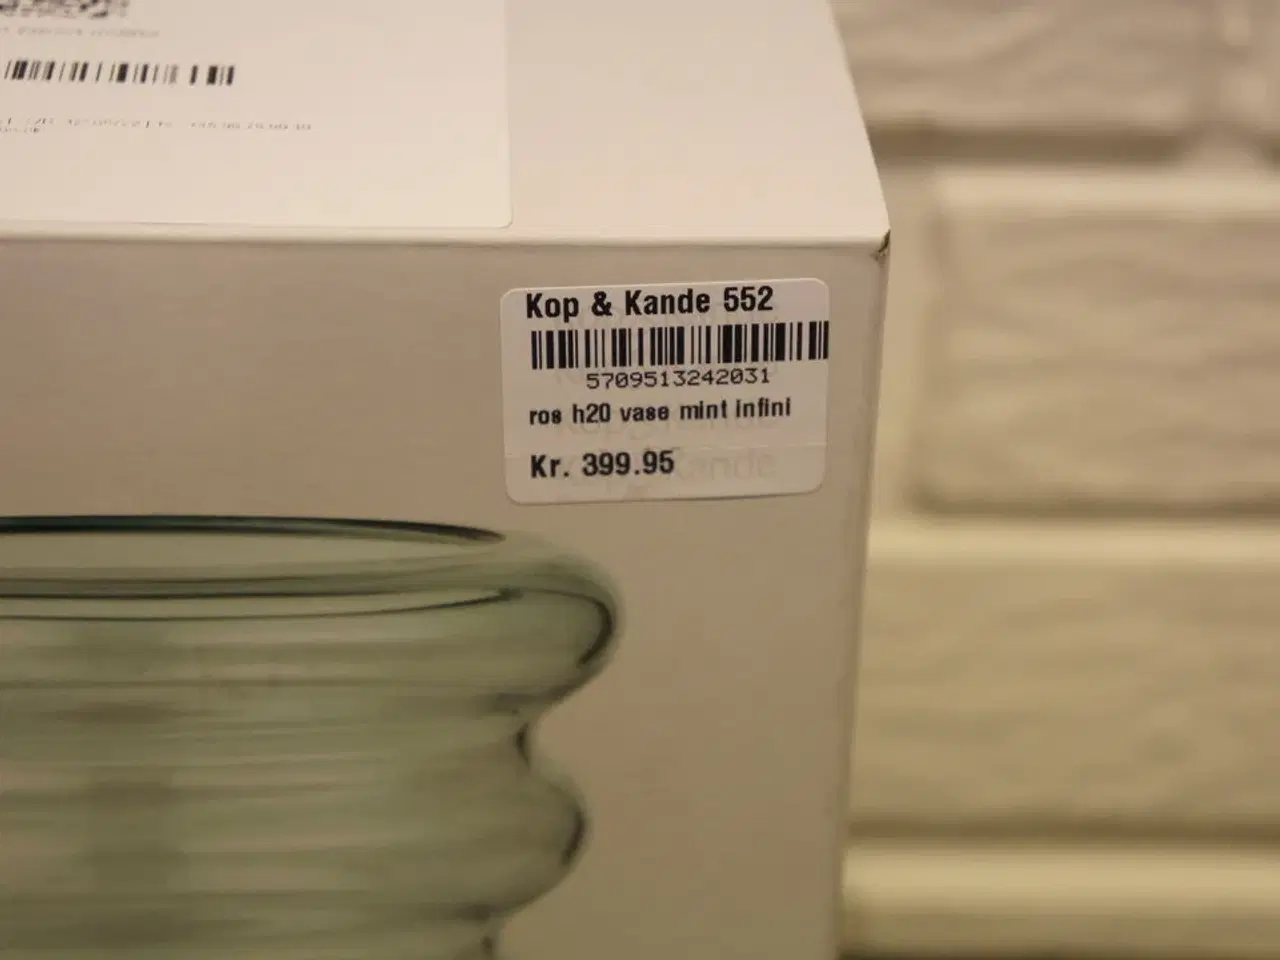 Kop & Kande 552
5709513242031
ros h20 vase mint infini
Kr. 399.95